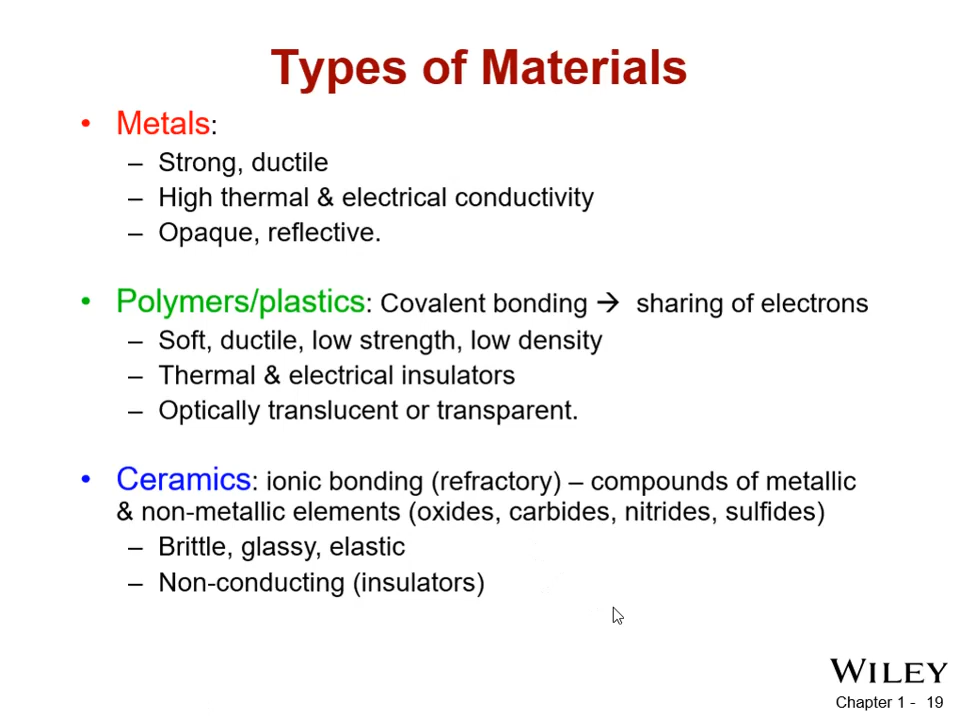 Types of Materials
• Metals:
– Strong, ductile
– High thermal & electrical conductivity
– Opaque, reflective.
• Polymers/plastics: Covalent bonding → sharing of electrons
– Soft, ductile, low strength, low density
– Thermal & electrical insulators
– Optically translucent or transparent.
• Ceramics: ionic bonding (refractory) – compounds of metallic
& non-metallic elements (oxides, carbides, nitrides, sulfides)
– Brittle, glassy, elastic
– Non-conducting (insulators)
WILEY
Chapter 1 - 19